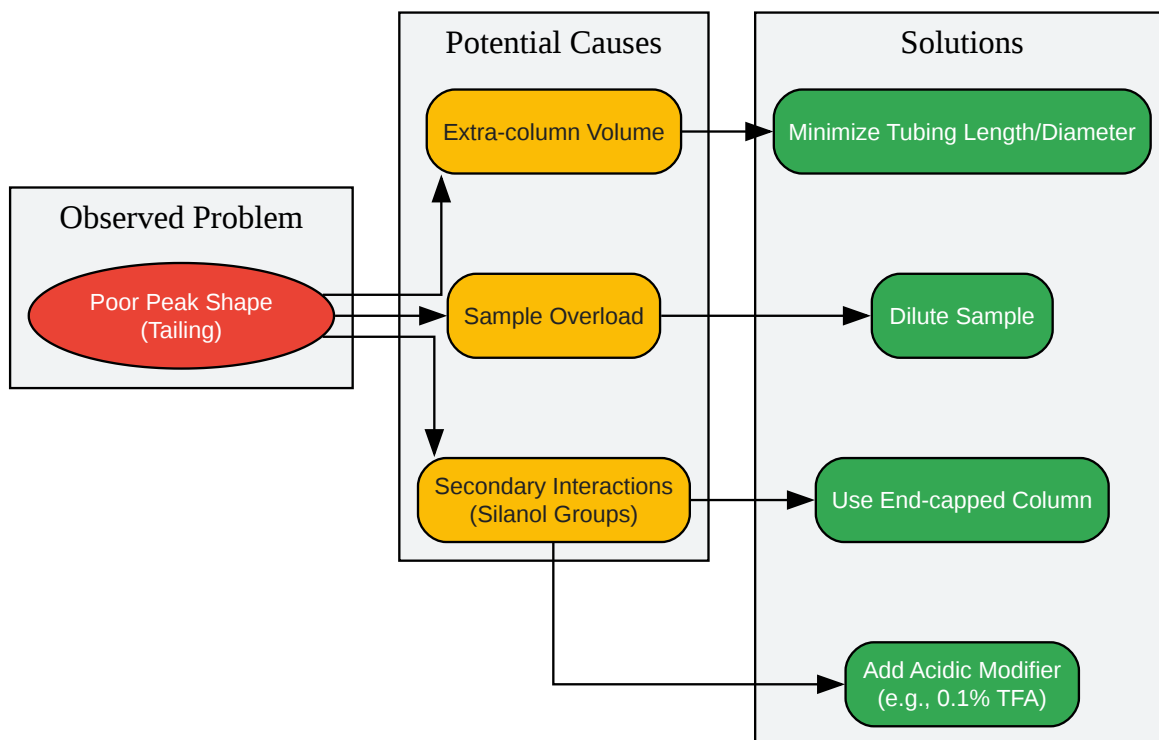 Potential Causes
Solutions
Extra-column Volume
Minimize Tubing Length/Diameter
Observed Problem
Poor Peak Shape
(Tailing)
Sample Overload
Dilute Sample
Secondary Interactions
(Silanol Groups)
Use End-capped Column
Add Acidic Modifier
(e.g., 0.1% TFA)